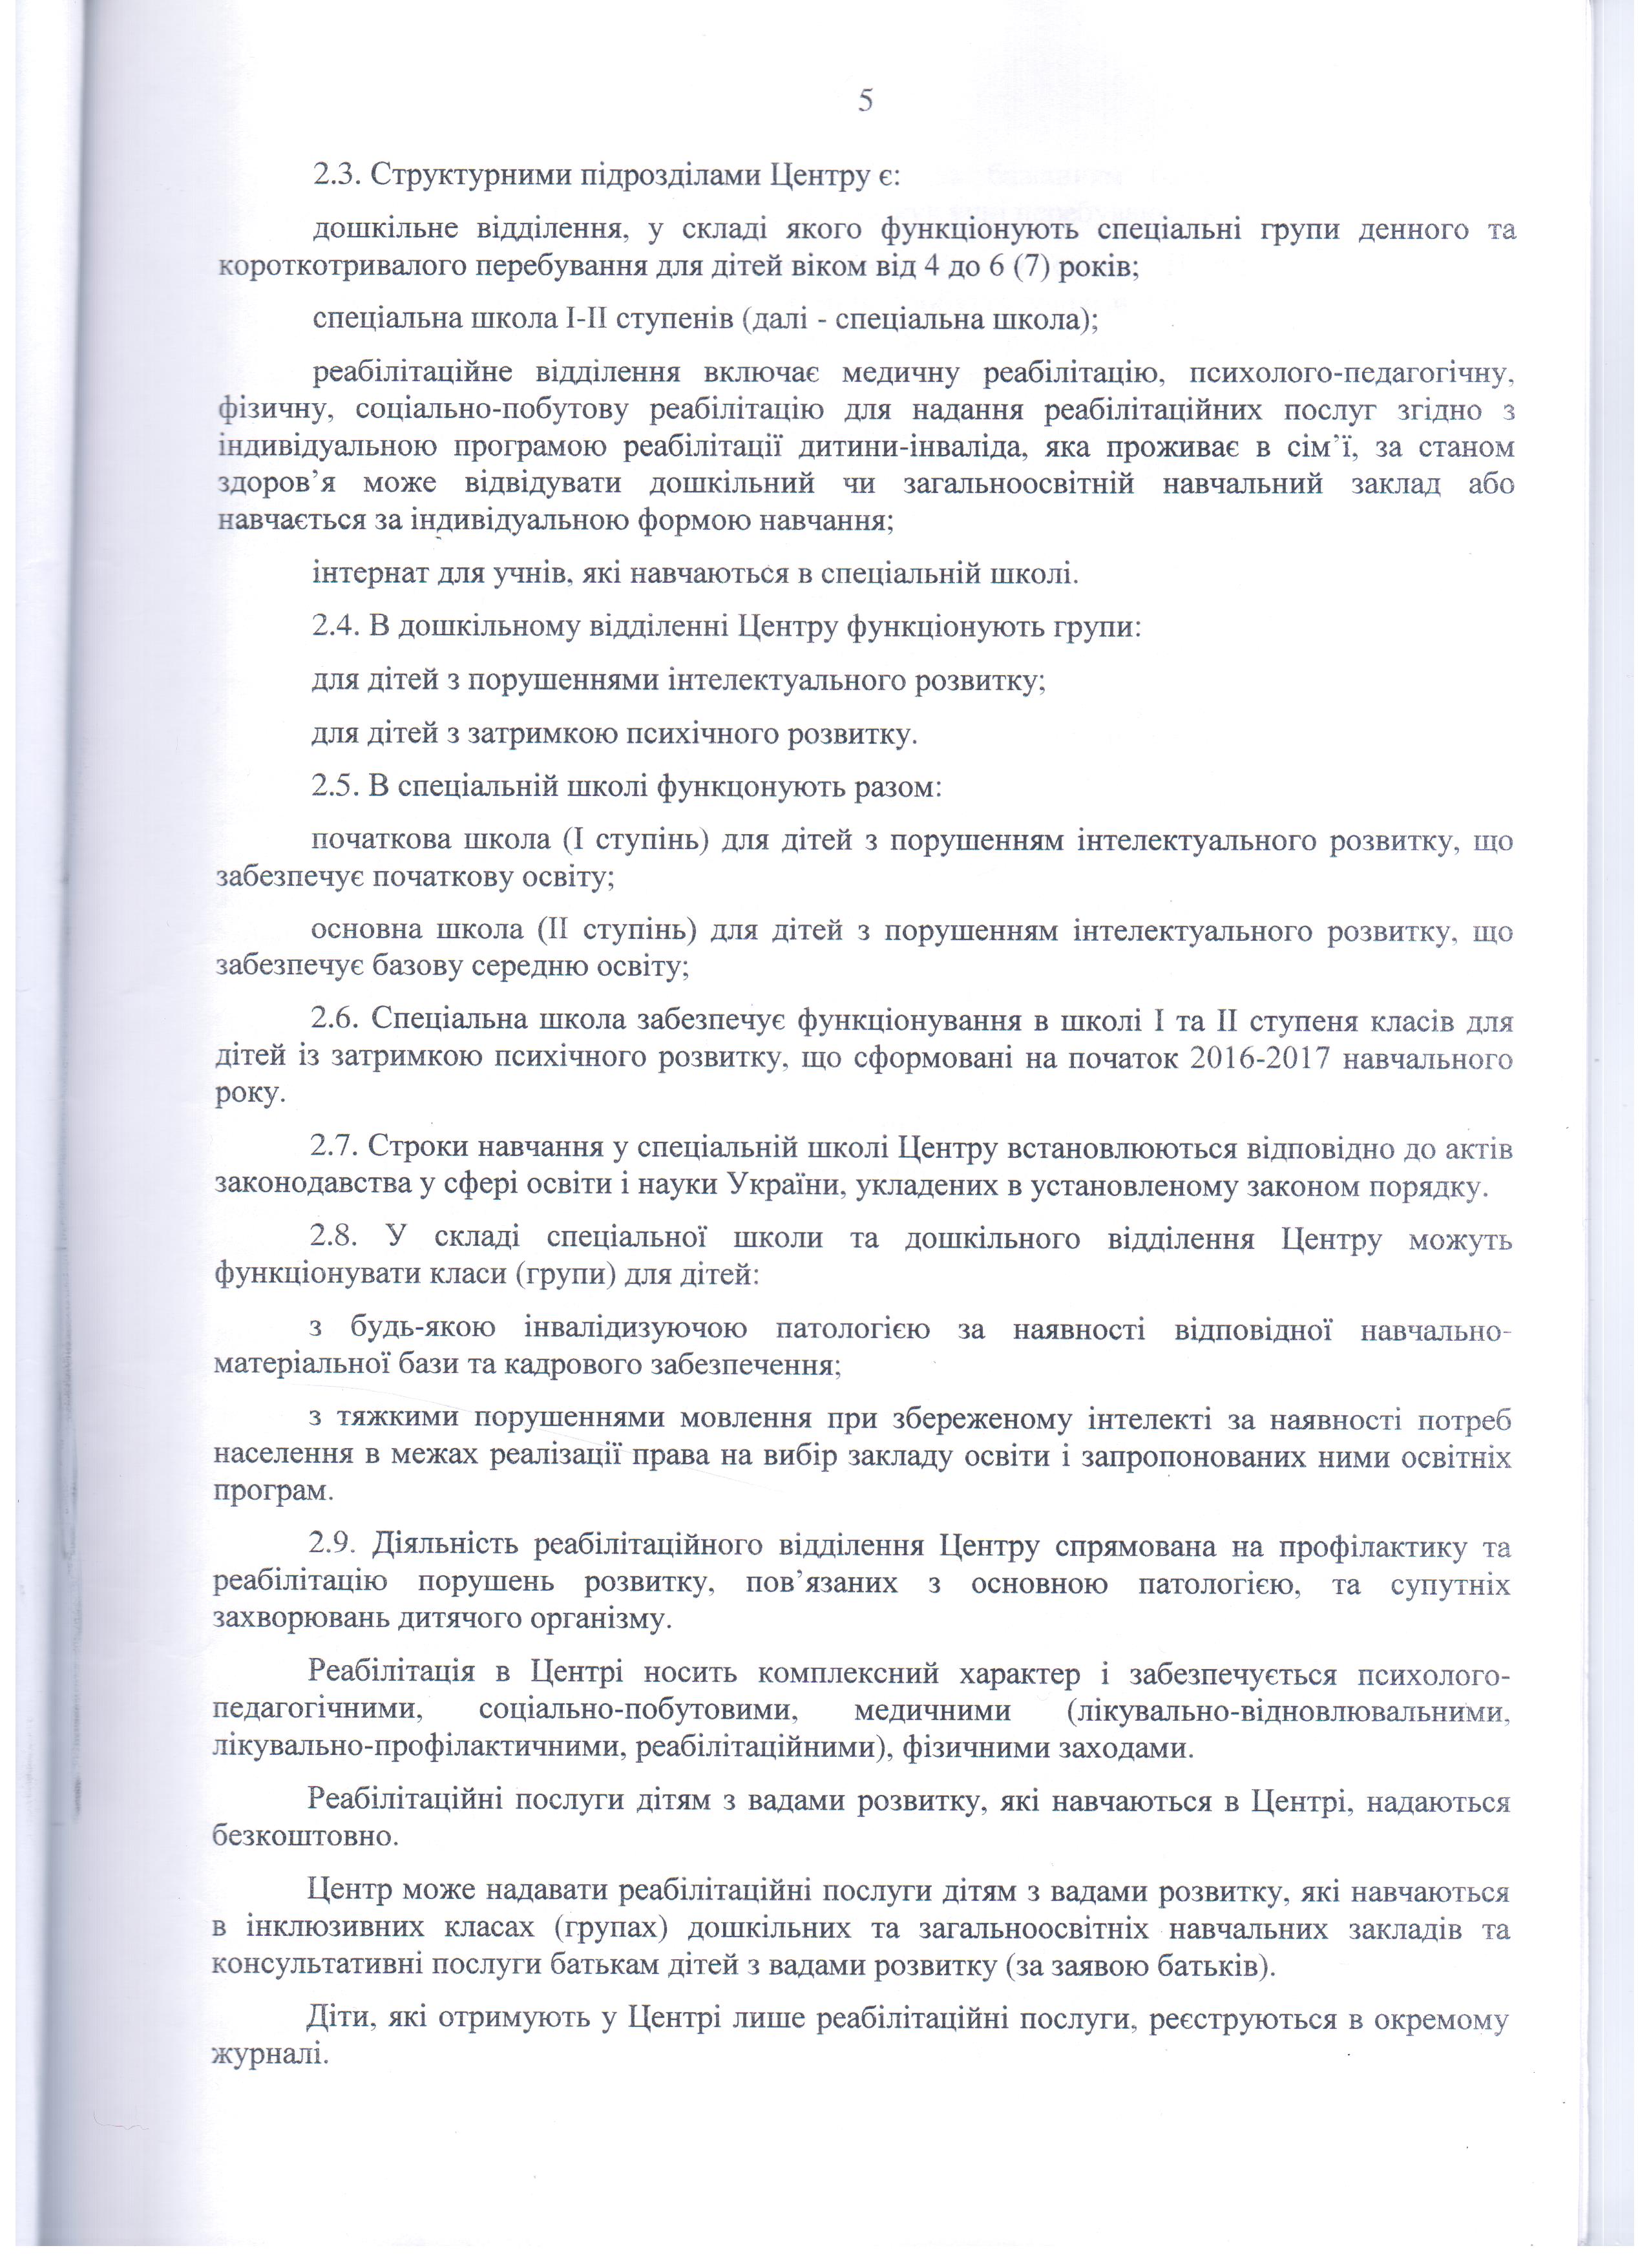 5
2.3. Структурними підрозділами Центру є:
дошкільне відділення, у складі якого функціонують спеціальні групи денного та
короткотривалого перебування для дітей віком від 4 до 6 (7) років;
спеціальна школа І-ІІ ступенів (далі - спеціальна школа);
реабілітаційне відділення включає медичну реабілітацію, психолого-педагогічну,
фізичну, соціально-побутову реабілітацію для надання реабілітаційних послуг згідно з
індивідуальною програмою реабілітації дитини-інваліда, яка проживає в сім’ї, за станом
здоров’я може відвідувати дошкільний чи загальноосвітній навчальний заклад або
навчається за індивідуальною формою навчання;
інтернат для учнів, які навчаються в спеціальній школі.
2.4. В дошкільному відділенні Центру функціонують групи:
для дітей з порушеннями інтелектуального розвитку;
для дітей з затримкою психічного розвитку.
2.5. В спеціальній школі функцонують разом:
початкова школа (І ступінь) для дітей з порушенням інтелектуального розвитку, що
забезпечує початкову освіту;
основна школа (ІІ ступінь) для дітей з порушенням інтелектуального розвитку, що
забезпечує базову середню освіту;
2.6. Спеціальна школа забезпечує функціонування в школі І та ІІ ступеня класів для
дітей із затримкою психічного розвитку, що сформовані на початок 2016-2017 навчального
року.
2.7. Строки навчання у спеціальній школі Центру встановлюються відповідно до актів
законодавства у сфері освіти і науки України, укладених в установленому законом порядку.
2.8. У складі спеціальної школи та дошкільного відділення Центру можуть
функціонувати класи (групи) для дітей:
з будь-якою інвалідизуючою патологією за наявності відповідної навчально-
матеріальної бази та кадрового забезпечення;
з тяжкими порушеннями мовлення при збереженому інтелекті за наявності потреб
населення в межах реалізації права на вибір закладу освіти і запропонованих ними освітніх
програм.
2.9. Діяльність реабілітаційного відділення Центру спрямована на профілактику та
реабілітацію порушень розвитку, пов’язаних з основною патологією, та супутніх
захворювань дитячого організму.
Реабілітація в Центрі носить комплексний характер і забезпечується психолого-
педагогічними, соціально-побутовими, медичними (лікувально-відновлювальними,
лікувально-профілактичними, реабілітаційними), фізичними заходами.
Реабілітаційні послуги дітям з вадами розвитку, які навчаються в Центрі, надаються
безкоштовно.
Центр може надавати реабілітаційні послуги дітям з вадами розвитку, які навчаються
в інклюзивних класах (групах) дошкільних та загальноосвітніх навчальних закладів та
консультативні послуги батькам дітей з вадами розвитку (за заявою батьків).
Діти, які отримують у Центрі лише реабілітаційні послуги, реєструються в окремому
журналі.